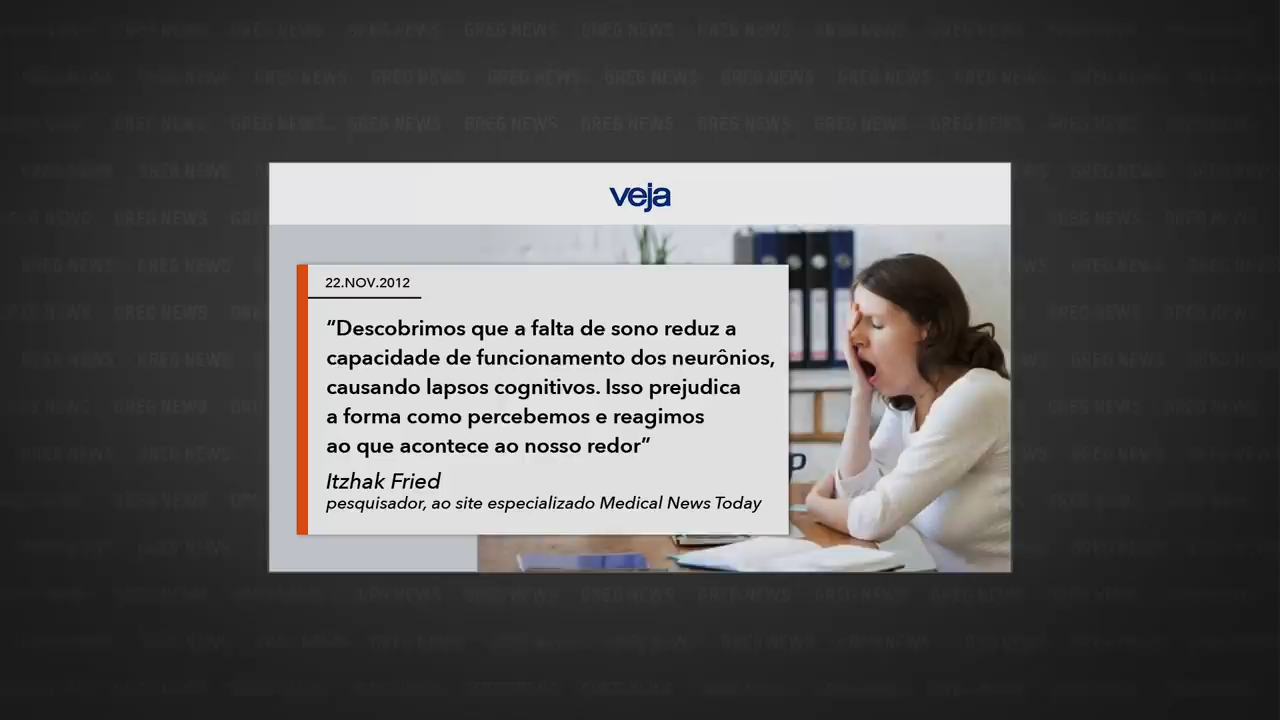 veja
22.NOV.2012
“Descobrimos que a falta de sono reduz a
capacidade de funcionamento dos neurônios,
causando lapsos cognitivos. Isso prejudica
a forma como percebemos e reagimos
ao que acontece ao nosso redor”
Itzhak Fried
pesquisador, ao site especializado Medical News Today